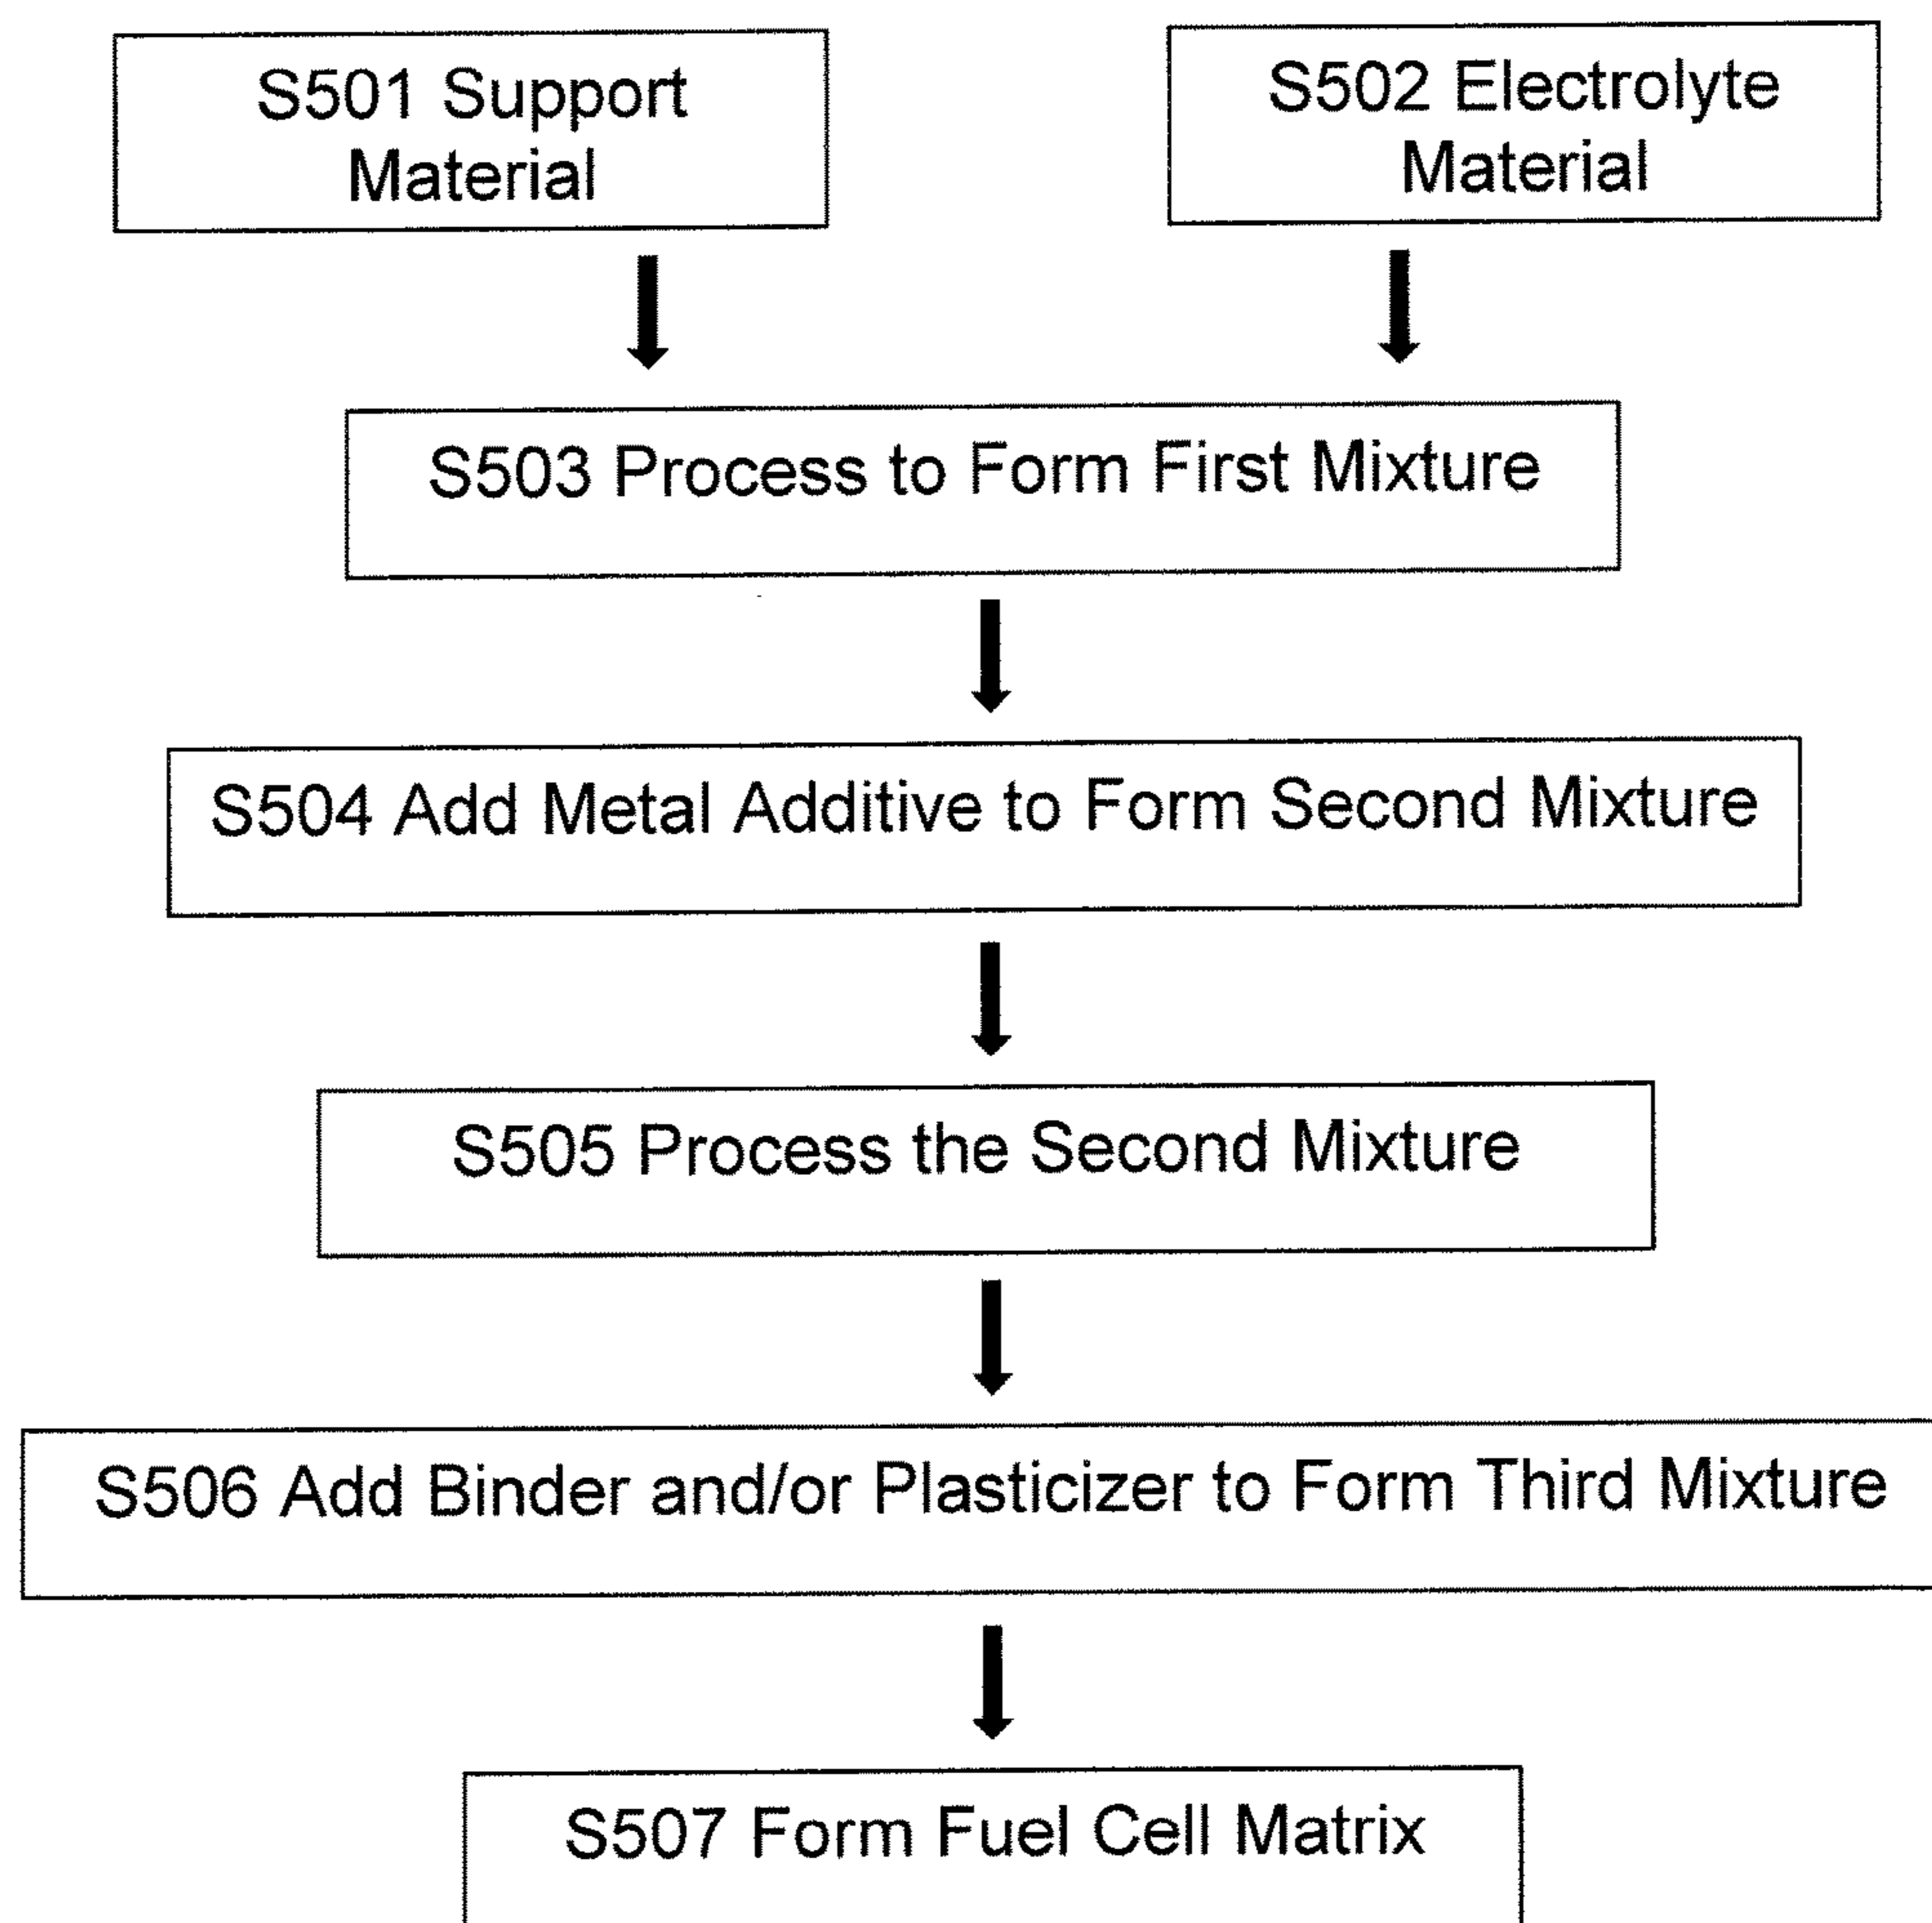 S501 Support
Material
S502 Electrolyte
Material
S503 Process to Form First Mixture
S504 Add Metal Additive to Form Second Mixture
S505 Process the Second Mixture
S506 Add Binder and/or Plasticizer to Form Third Mixture
S507 Form Fuel Cell Matrix